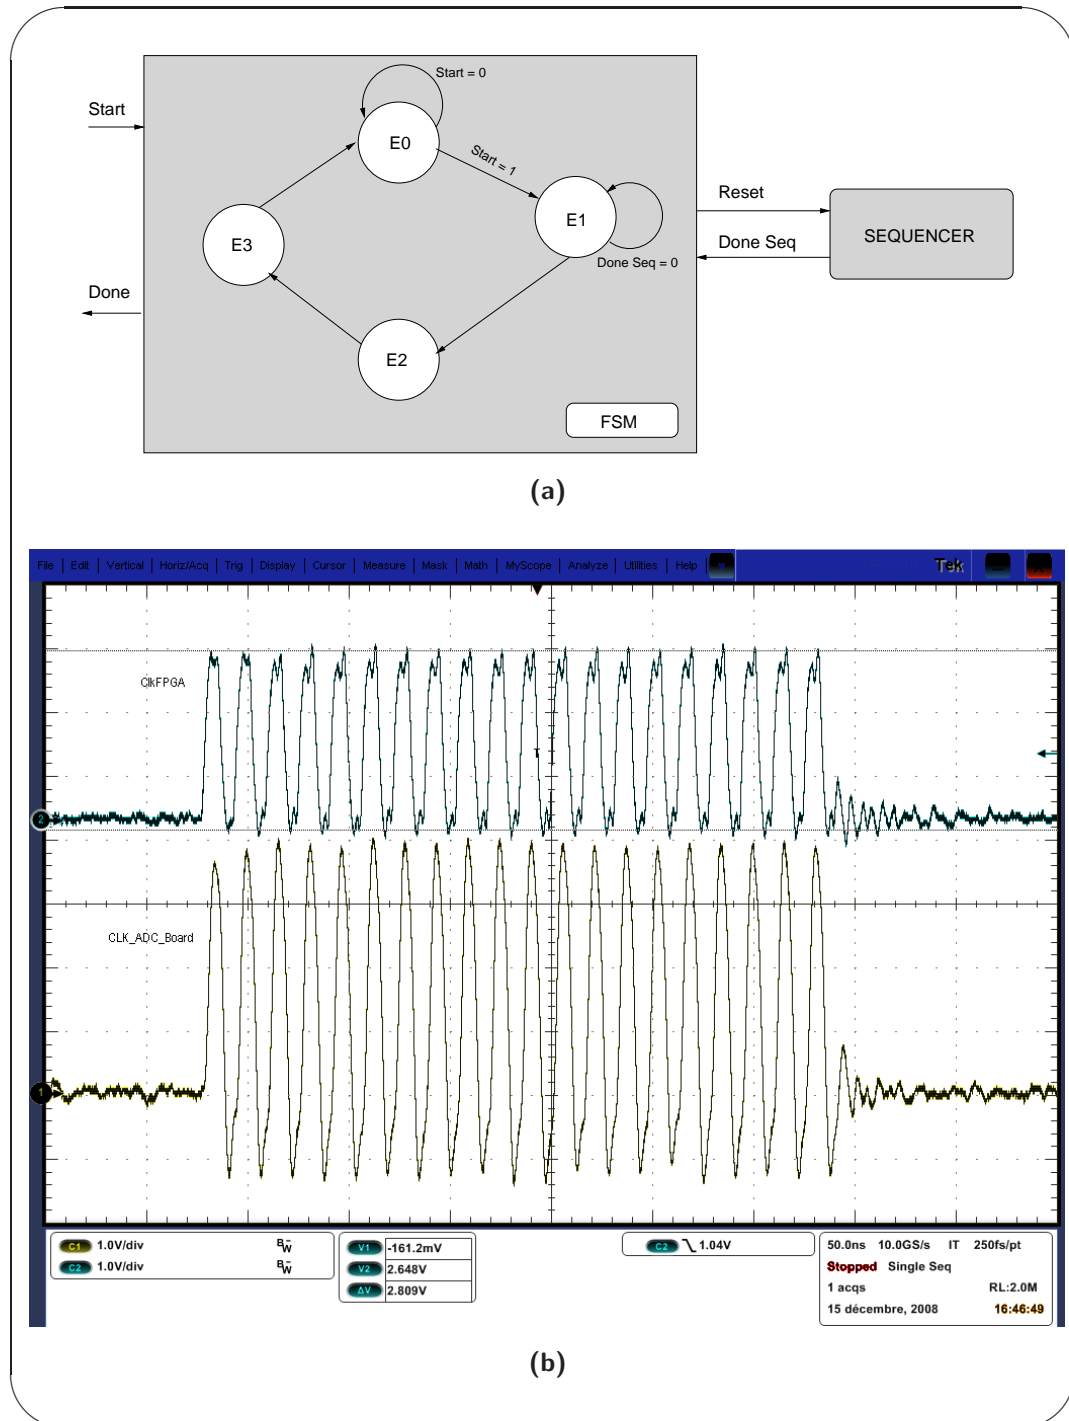 Start = 0
Start
E0
Start = 1
E1
Reset
SEQUENCER
Done Seq
Done Seq = 0
E3
Done
E2
FSM
(a)
File | Edit | Vertical | Horiz/Acq | Trig | Display | Cursor | Measure | Mask | Math | MyScope | Analyze | Utilities | Help
Tek
ClkFPGA
T
2
CLK_ADC_Board
1
C1 1.0V/div BW
C2 1.0V/div BW
V1 -161.2mV
V2 2.648V
ΔV 2.809V
C2 1.04V
50.0ns 10.0GS/s IT 250fs/pt
Stopped Single Seq
1 acqs RL:2.0M
15 décembre, 2008 16:46:49
(b)